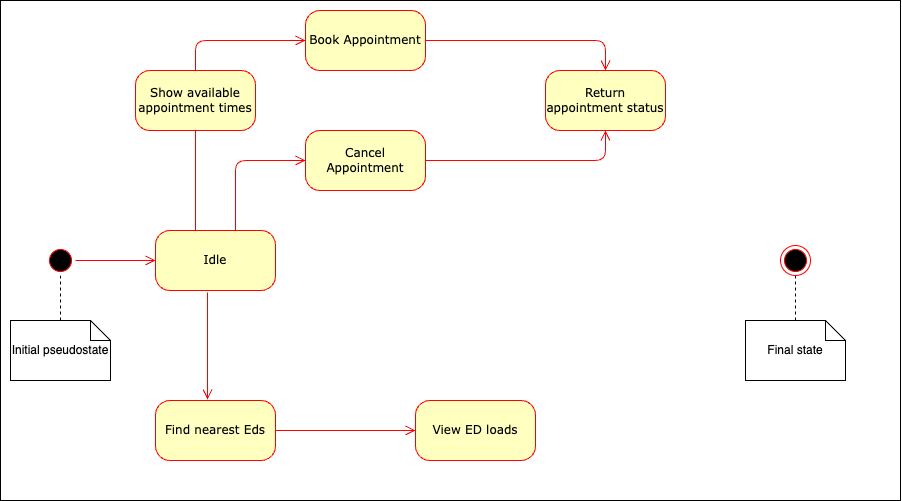 Book Appointment
Show available
appointment times
Return
appointment status
Cancel
Appointment
Idle
Initial pseudostate
Final state
Find nearest Eds
View ED loads